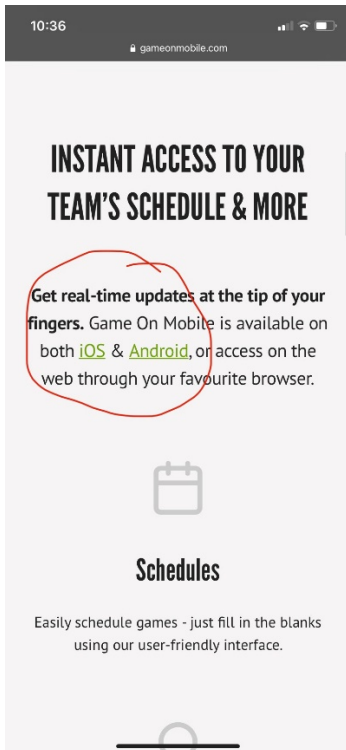 10:36
gameonmobile.com
INSTANT ACCESS TO YOUR
TEAM'S SCHEDULE & MORE
Get real-time updates at the tip of your
fingers. Game On Mobile is available on
both iOS & Android, or access on the
web through your favourite browser.
Schedules
Easily schedule games - just fill in the blanks
using our user-friendly interface.